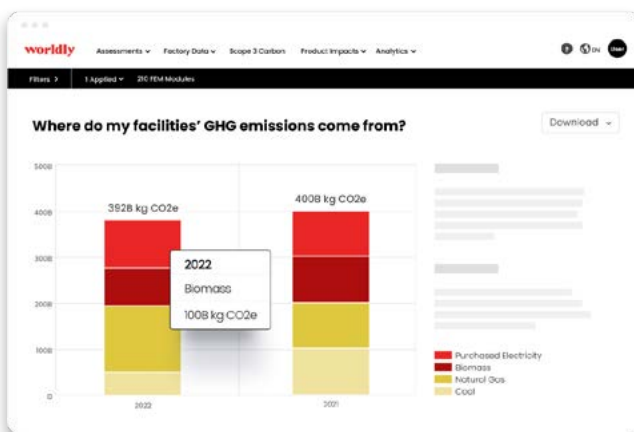 worldly Assessments Factory Data Scope 3 Carbon Product Impacts Analytics EN User
Filters 1 Applied 210 FEM Modules
Where do my facilities' GHG emissions come from?
Download
500B
400B
300B
200B
100B
0
392B kg CO2e
400B kg CO2e
2022
Biomass
100B kg CO2e
2022
2021
Purchased Electricity
Biomass
Natural Gas
Coal